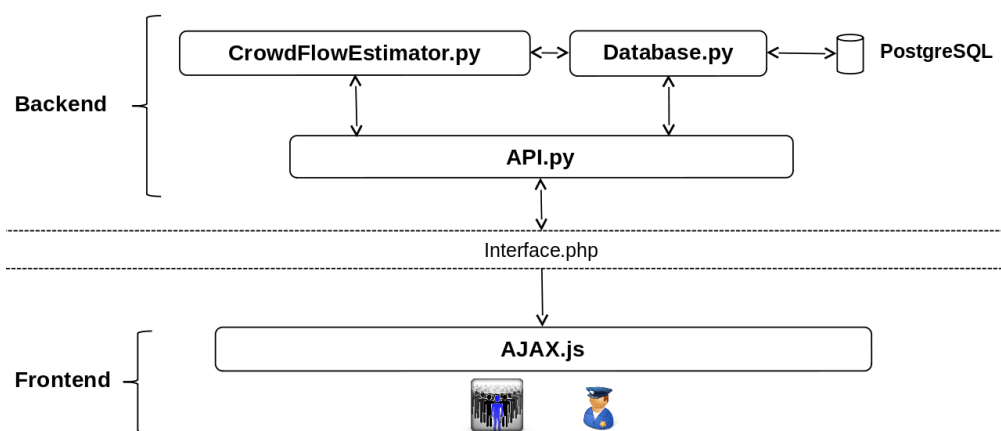 CrowdFlowEstimator.py
Database.py
PostgreSQL
Backend
API.py
Interface.php
AJAX.js
Frontend